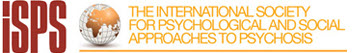 iSPS
THE INTERNATIONAL SOCIETY
FOR PSYCHOLOGICAL AND SOCIAL
APPROACHES TO PSYCHOSIS